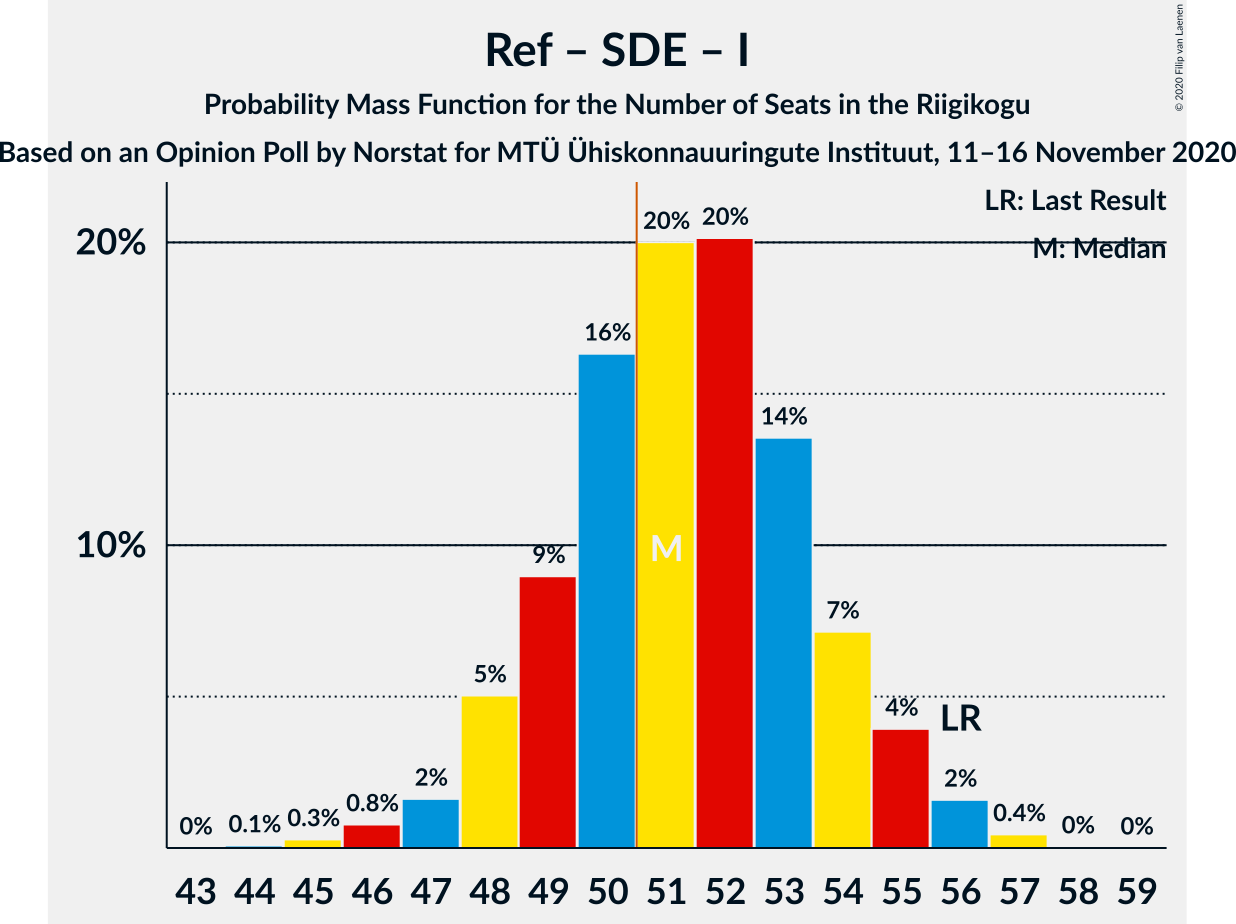 © 2020 Filip van Laenen
Ref – SDE – I
Probability Mass Function for the Number of Seats in the Riigikogu
Based on an Opinion Poll by Norstat for MTÜ Ühiskonnauuringute Instituut, 11–16 November 2020
LR: Last Result
M: Median
20%
10%
0% 0.1% 0.3% 0.8% 2% 5% 9% 16% 20% 20% 14% 7% 4% 2% 0.4% 0% 0%
M
LR
43 44 45 46 47 48 49 50 51 52 53 54 55 56 57 58 59